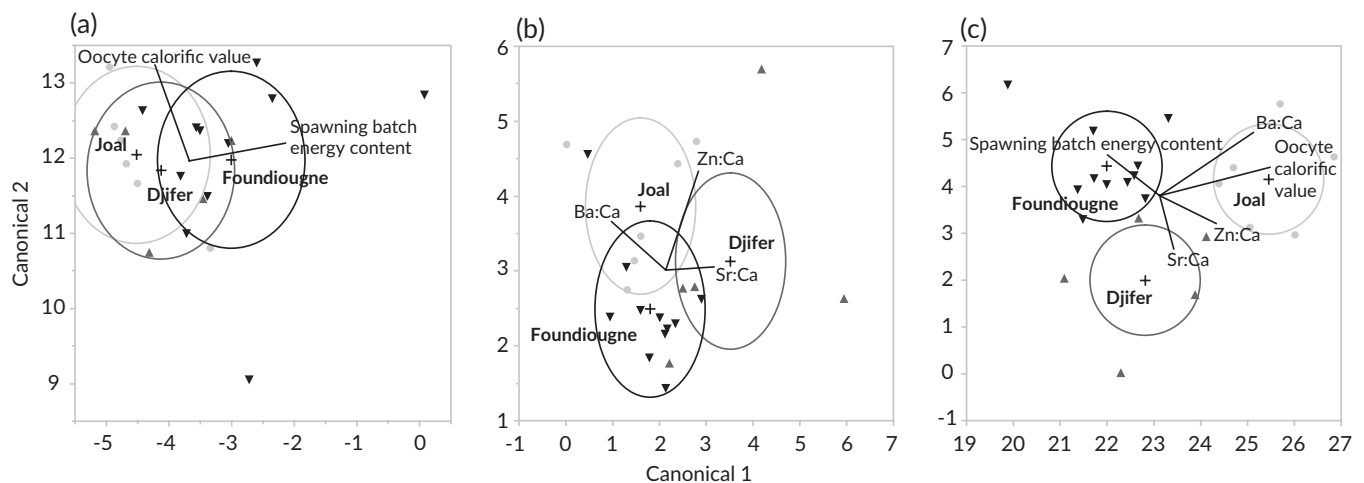 (a)
Oocyte calorific value
13
Spawning batch
energy content
Joal
12
Djifer
Foundiougne
Canonical 2
11
10
9
-5 -4 -3 -2 -1 0
(b)
6
5
Zn:Ca
4
Joal
Ba:Ca
Djifer
3
Sr:Ca
Foundiougne
2
1
-1 0 1 2 3 4 5 6 7
Canonical 1
(c)
7
6
Ba:Ca
5
Spawning batch energy content
Oocyte
calorific
value
4
Foundiougne
Joal
3
Zn:Ca
Sr:Ca
2
Djifer
1
0
-1
19 20 21 22 23 24 25 26 27